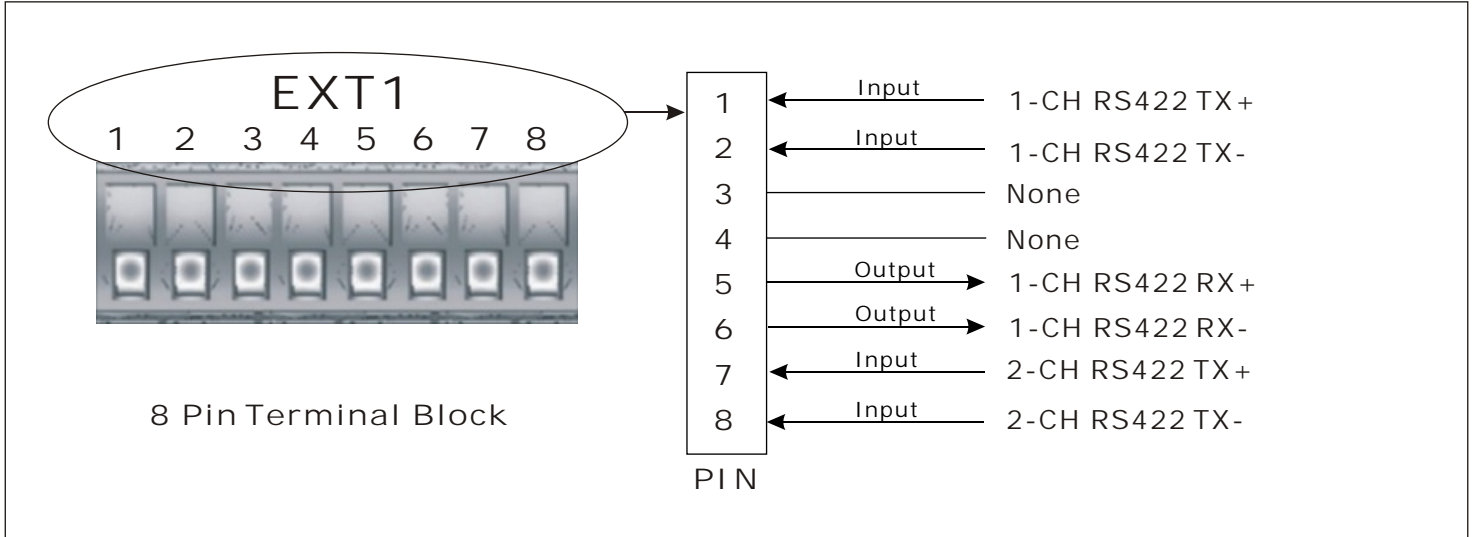 EXT1
1 2 3 4 5 6 7 8
8 Pin Terminal Block
1 Input 1-CH RS422 TX+
2 Input 1-CH RS422 TX-
3 None
4 None
5 Output 1-CH RS422 RX+
6 Output 1-CH RS422 RX-
7 Input 2-CH RS422 TX+
8 Input 2-CH RS422 TX-
PIN